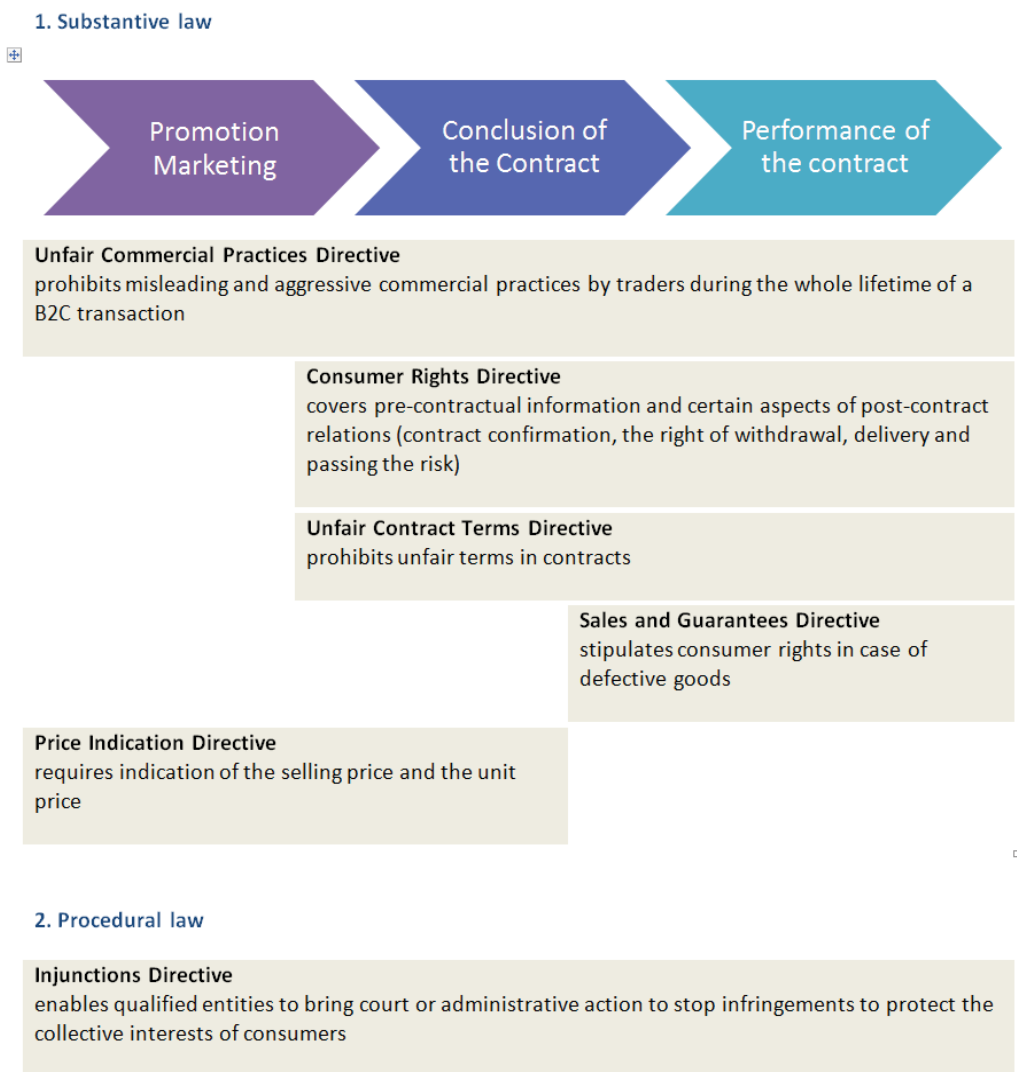 1. Substantive law
Promotion
Marketing
Conclusion of
the Contract
Performance of
the contract
Unfair Commercial Practices Directive
prohibits misleading and aggressive commercial practices by traders during the whole lifetime of a
B2C transaction
Consumer Rights Directive
covers pre-contractual information and certain aspects of post-contract
relations (contract confirmation, the right of withdrawal, delivery and
passing the risk)
Unfair Contract Terms Directive
prohibits unfair terms in contracts
Sales and Guarantees Directive
stipulates consumer rights in case of
defective goods
Price Indication Directive
requires indication of the selling price and the unit
price
2. Procedural law
Injunctions Directive
enables qualified entities to bring court or administrative action to stop infringements to protect the
collective interests of consumers